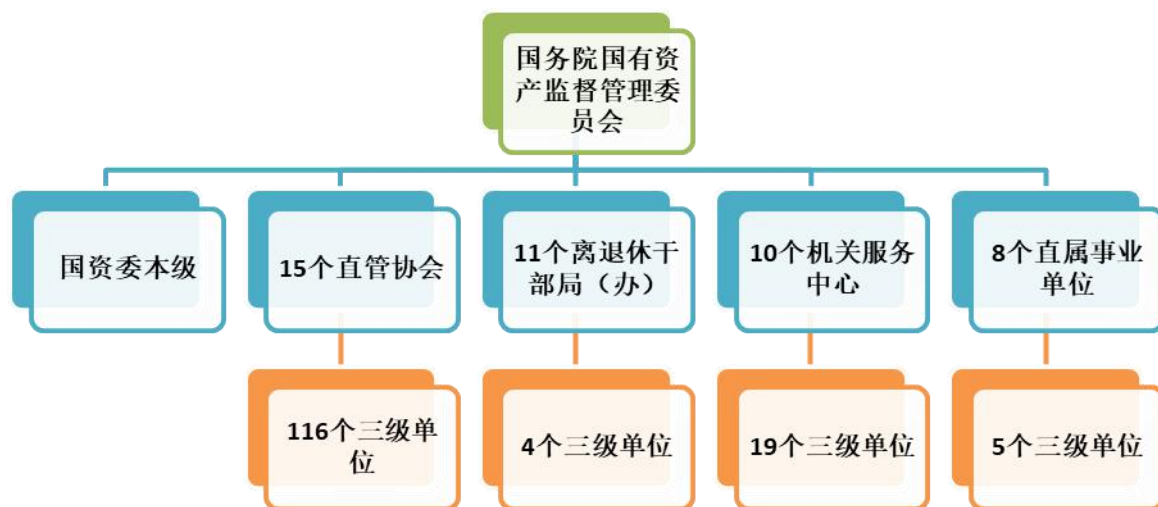 国务院国有资
产监督管理委
员会
国资委本级
15个直管协会
11个离退休干
部局（办）
10个机关服务
中心
8个直属事业
单位
116个三级单
位
4个三级单位
19个三级单位
5个三级单位